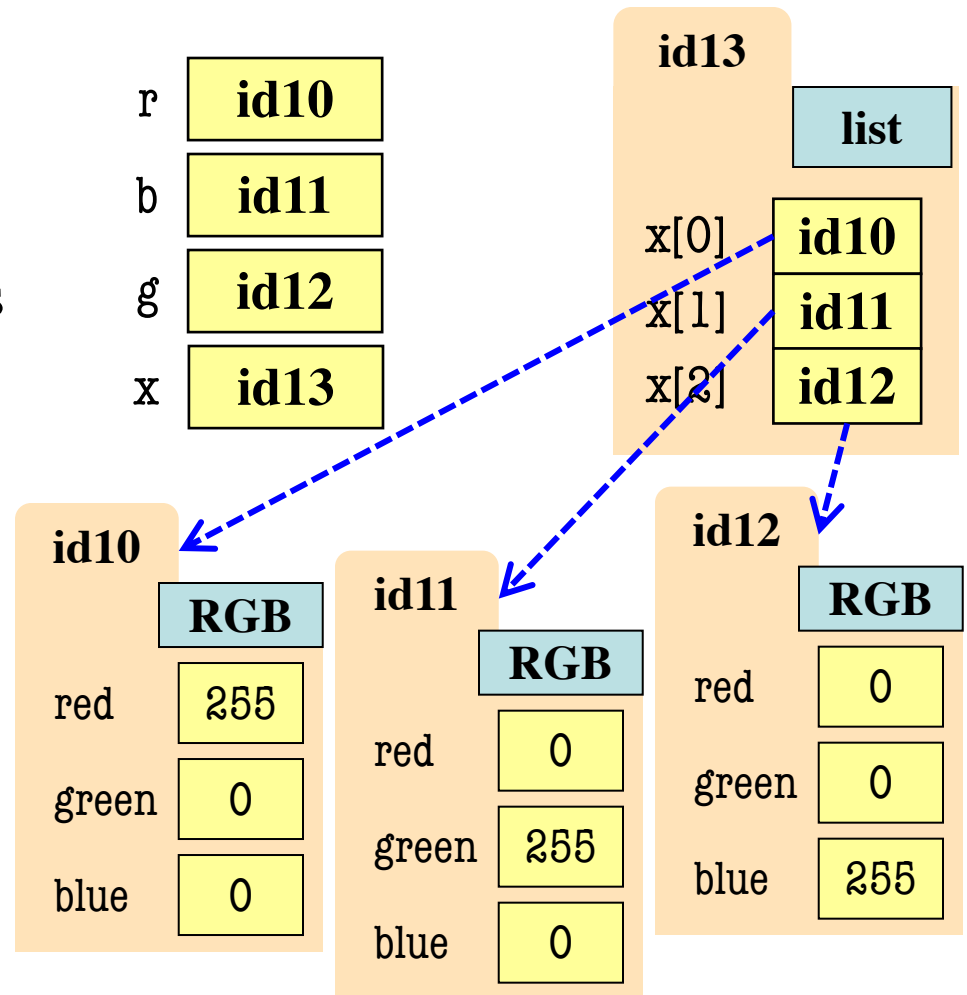 r id10
b id11
g id12
x id13
id13
list
x[0] id10
x[1] id11
x[2] id12
id10
RGB
red 255
green 0
blue 0
id11
RGB
red 0
green 255
blue 0
id12
RGB
red 0
green 0
blue 255